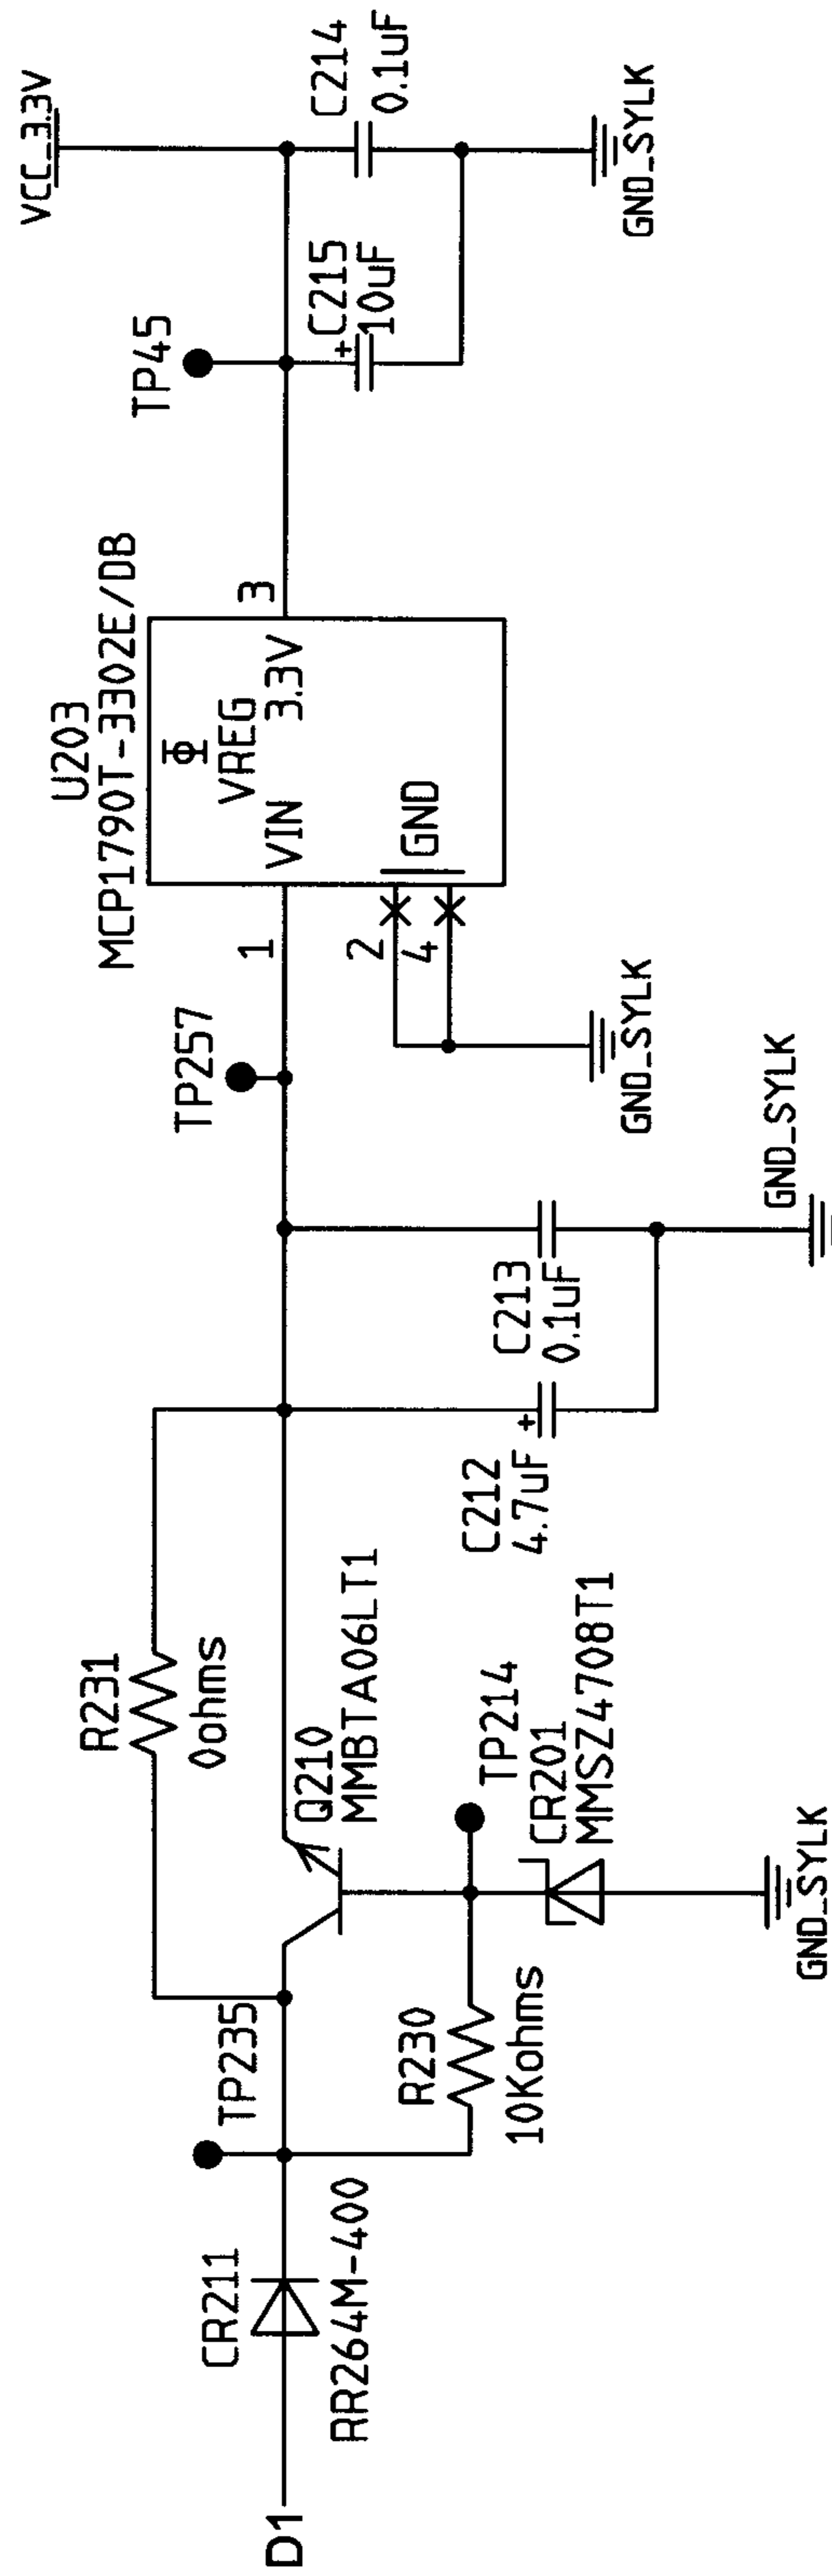 D1
CR211
RR264M-400
TP235
R230
10Kohms
R231
0ohms
Q210
MMBTA06LT1
TP214
CR201
MMSZ4708T1
GND_SYLK
C212
4.7uF
+
C213
0.1uF
GND_SYLK
TP257
1
2
4
GND_SYLK
U203
MCP1790T-3302E/DB
Φ
VREG
VIN 3.3V
GND
3
TP45
C215
10uF
+
C214
0.1uF
VCC_3.3V
GND_SYLK